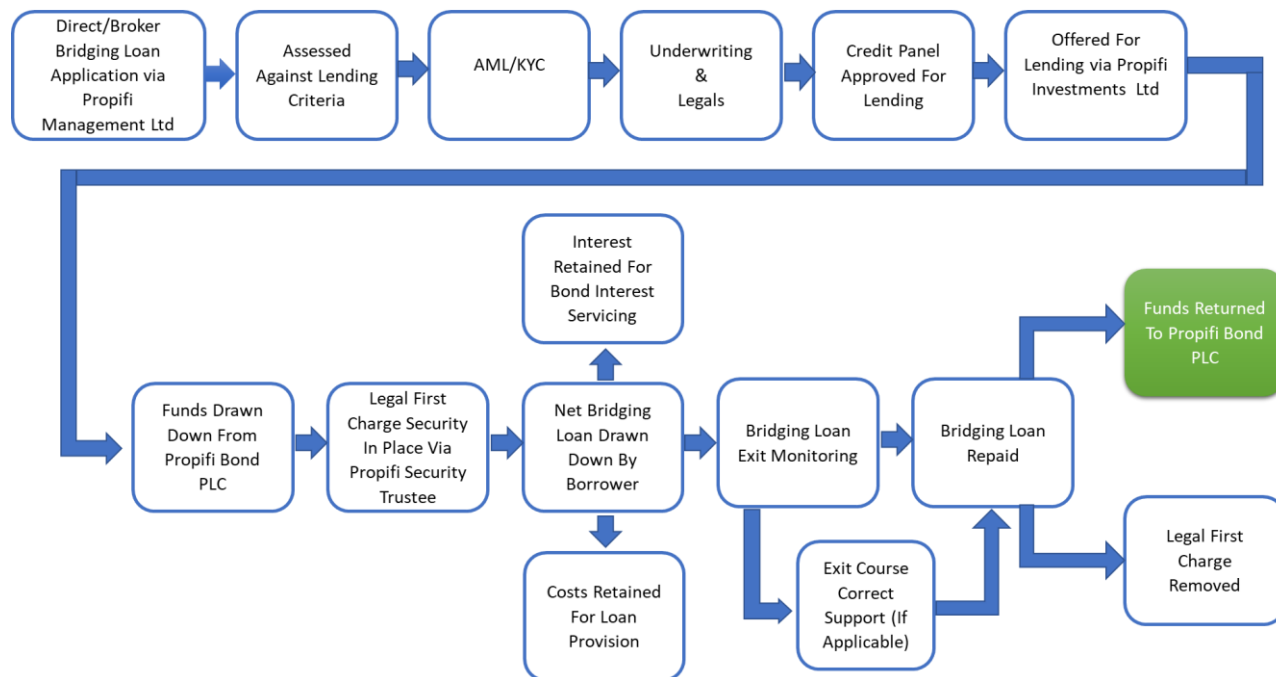 Direct/Broker
Bridging Loan
Application via
Propifi
Management Ltd
Assessed
Against Lending
Criteria
AML/KYC
Underwriting
&
Legals
Credit Panel
Approved For
Lending
Offered For
Lending via Propifi
Investments Ltd
Interest
Retained For
Bond Interest
Servicing
Funds Returned
To Propifi Bond
PLC
Funds Drawn
Down From
Propifi Bond
PLC
Legal First
Charge Security
In Place Via
Propifi Security
Trustee
Net Bridging
Loan Drawn
Down By
Borrower
Bridging Loan
Exit Monitoring
Bridging Loan
Repaid
Costs Retained
For Loan
Provision
Exit Course
Correct
Support (If
Applicable)
Legal First
Charge
Removed